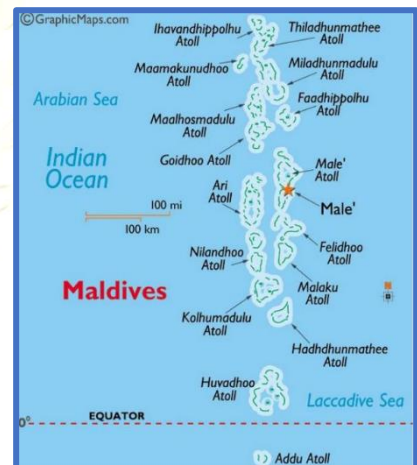 ©GraphicMaps.com
Ihavandhippolhu
Atoll
Thiladhunmathee
Atoll
Maamakunudhoo
Atoll
Miladhunmadulu
Atoll
Arabian Sea
Faadhippolhu
Atoll
Maalhosmadulu
Atoll
Goidhoo Atoll
Indian
Ocean
Male'
Atoll
Ari
Atoll
Male'
100 mi
100 km
Felidhoo
Atoll
Nilandhoo
Atoll
Maldives
Malaku
Atoll
Kolhumadulu
Atoll
Hadhdhunmathee
Atoll
Huvadhoo
Atoll
Laccadive Sea
0°
EQUATOR
Addu Atoll